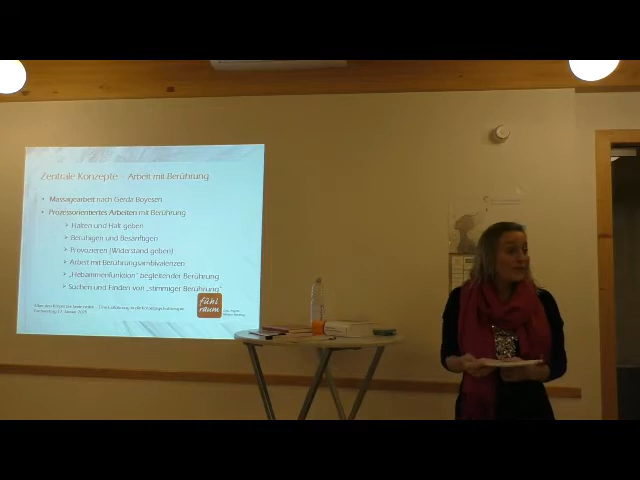 Zentrale Konzepte – Arbeit mit Berührung
• Massagearbeit nach Gerda Boyesen
• Prozessorientiertes Arbeiten mit Berührung
➢ Halten und Halt geben
➢ Beruhigen und Besänftigen
➢ Provozieren (Widerstand geben)
➢ Arbeit mit Berührungsambivalenzen
➢ „Hebammenfunktion“ begleitender Berührung
➢ Suchen und Finden von „stimmiger Berührung“
fühl
raum